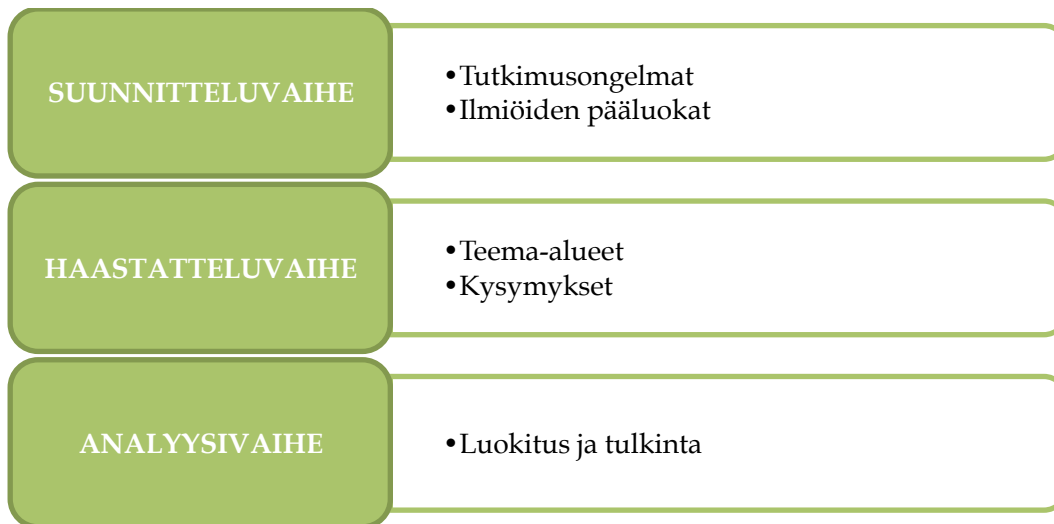 SUUNNITTELUVAIHE
•Tutkimusongelmat
•Ilmiöiden pääluokat
HAASTATTELUVAIHE
•Teema-alueet
•Kysymykset
ANALYYSIVAIHE
•Luokitus ja tulkinta